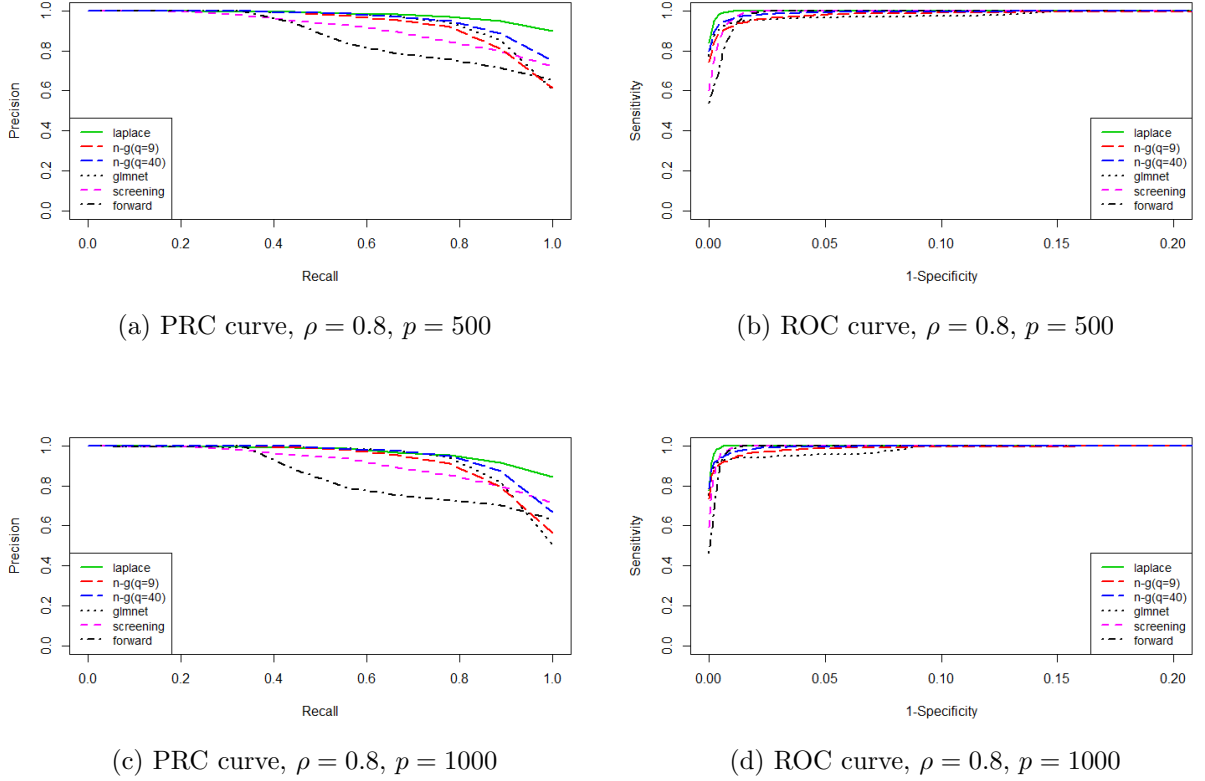 Precision
0.0 0.2 0.4 0.6 0.8 1.0
laplace
n-g(q=9)
n-g(q=40)
glmnet
screening
forward
0.0 0.2 0.4 0.6 0.8 1.0
Recall
(a) PRC curve, ρ = 0.8, p = 500
Sensitivity
0.0 0.2 0.4 0.6 0.8 1.0
laplace
n-g(q=9)
n-g(q=40)
glmnet
screening
forward
0.00 0.05 0.10 0.15 0.20
1-Specificity
(b) ROC curve, ρ = 0.8, p = 500
Precision
0.0 0.2 0.4 0.6 0.8 1.0
laplace
n-g(q=9)
n-g(q=40)
glmnet
screening
forward
0.0 0.2 0.4 0.6 0.8 1.0
Recall
(c) PRC curve, ρ = 0.8, p = 1000
Sensitivity
0.0 0.2 0.4 0.6 0.8 1.0
laplace
n-g(q=9)
n-g(q=40)
glmnet
screening
forward
0.00 0.05 0.10 0.15 0.20
1-Specificity
(d) ROC curve, ρ = 0.8, p = 1000